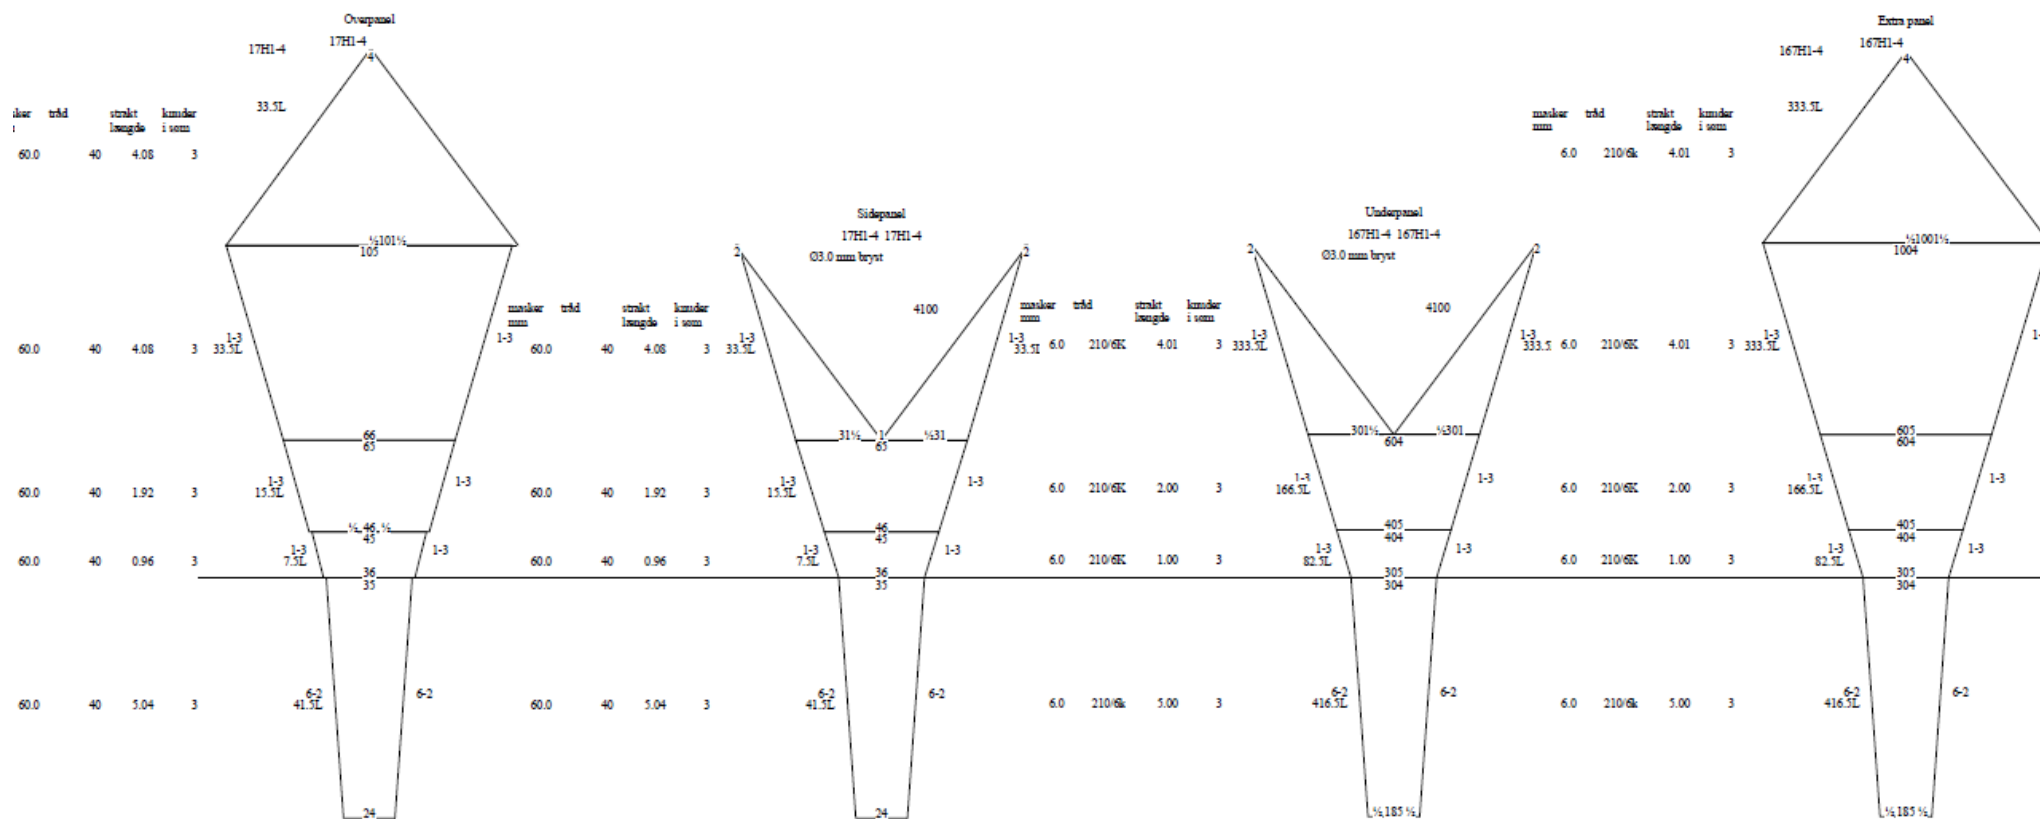 Overpanel
17H1-4 17H1-4
4
33.5L
tråd strakt længde knuder i som
60.0 40 4.08 3
½101½
105
60.0 40 4.08 3
1-3
33.5L
1-3
66
65
60.0 40 1.92 3
1-3
15.5L
1-3
½ 46 ½
45
60.0 40 0.96 3
1-3
7.5L
1-3
36
35
60.0 40 5.04 3
6-2
41.5L
6-2
24
Sidepanel
17H1-4 17H1-4
Ø3.0 mm bryst
2 2
4100
masker mm tråd strakt længde knuder i som
60.0 40 4.08 3
1-3
33.5L
1-3
31½ 1 ½31
65
60.0 40 1.92 3
1-3
15.5L
1-3
46
45
60.0 40 0.96 3
1-3
7.5L
1-3
36
35
60.0 40 5.04 3
6-2
41.5L
6-2
24
Underpanel
167H1-4 167H1-4
Ø3.0 mm bryst
2 2
4100
masker mm tråd strakt længde knuder i som
6.0 210/6K 4.01 3
1-3
333.5L
1-3
333.5
301½ ½301
604
6.0 210/6K 2.00 3
1-3
166.5L
1-3
405
404
6.0 210/6K 1.00 3
1-3
82.5L
1-3
305
304
6.0 210/6k 5.00 3
6-2
416.5L
6-2
½ 185 ½
Extra panel
167H1-4 167H1-4
4
333.5L
masker mm tråd strakt længde knuder i som
6.0 210/6k 4.01 3
½1001½
1004
6.0 210/6K 4.01 3
1-3
333.5L
605
604
6.0 210/6K 2.00 3
1-3
166.5L
1-3
405
404
6.0 210/6K 1.00 3
1-3
82.5L
1-3
305
304
6.0 210/6k 5.00 3
6-2
416.5L
6-2
½ 185 ½